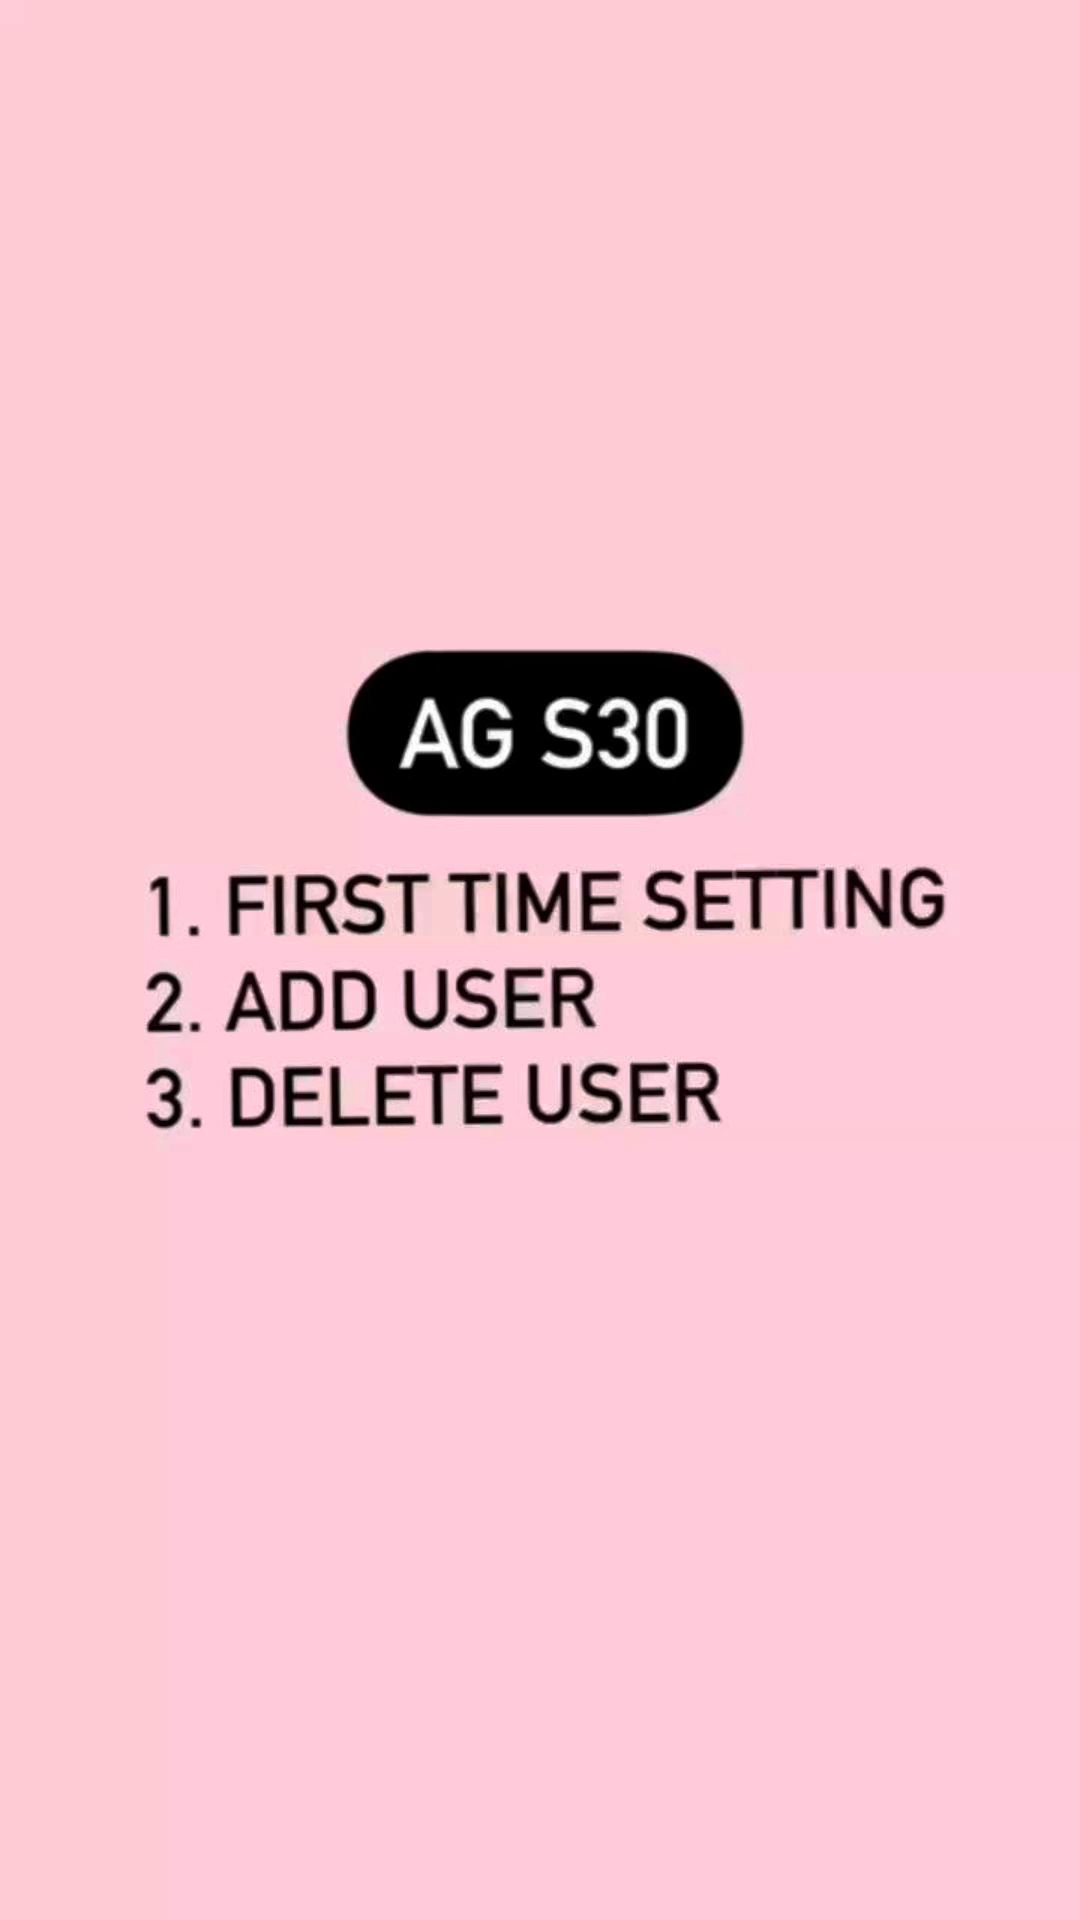 AG S30
1. FIRST TIME SETTING
2. ADD USER
3. DELETE USER